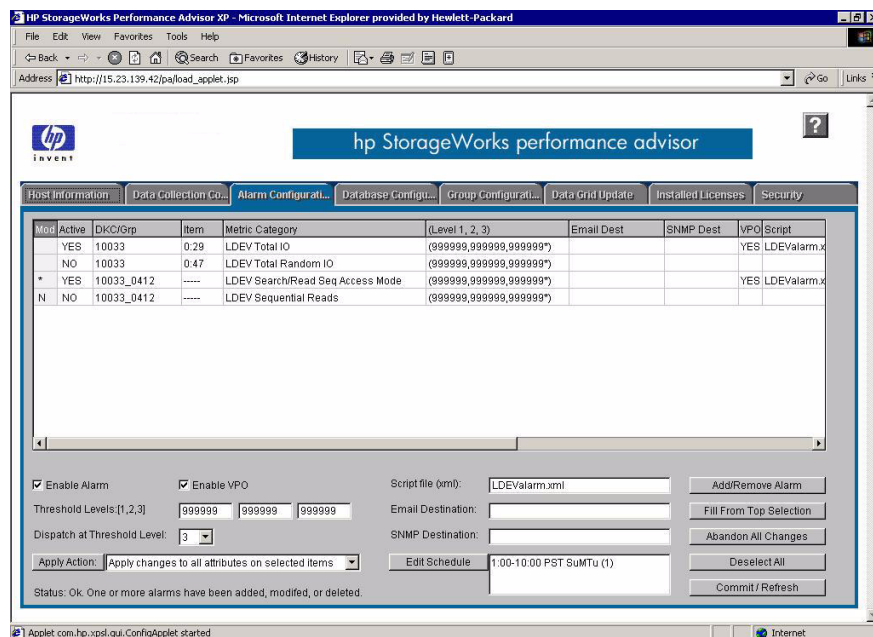 HP StorageWorks Performance Advisor XP - Microsoft Internet Explorer provided by Hewlett-Packard
File Edit View Favorites Tools Help
Back Search Favorites History
Address http://15.23.139.42/pa/load_applet.jsp Go Links
hp
invent
hp StorageWorks performance advisor
?
Host Information Data Collection Co... Alarm Configurati... Database Configu... Group Configurati... Data Grid Update Installed Licenses Security
Mod Active DKC/Grp Item Metric Category (Level 1, 2, 3) Email Dest SNMP Dest VPO Script
YES 10033 0:29 LDEV Total IO (999999,999999,999999*) YES LDEValarm.x
NO 10033 0:47 LDEV Total Random IO (999999,999999,999999*)
* YES 10033_0412 ----- LDEV Search/Read Seq Access Mode (999999,999999,999999*) YES LDEValarm.x
N NO 10033_0412 ----- LDEV Sequential Reads (999999,999999,999999*)
Enable Alarm Enable VPO Script file (xml): LDEValarm.xml Add/Remove Alarm
Threshold Levels:[1,2,3] 999999 999999 999999 Email Destination: Fill From Top Selection
Dispatch at Threshold Level: 3 SNMP Destination: Abandon All Changes
Apply Action: Apply changes to all attributes on selected items Edit Schedule 1:00-10:00 PST SuMTu (1) Deselect All
Commit / Refresh
Status: Ok. One or more alarms have been added, modifed, or deleted.
Applet com.hp.xpsl.gui.ConfigApplet started Internet